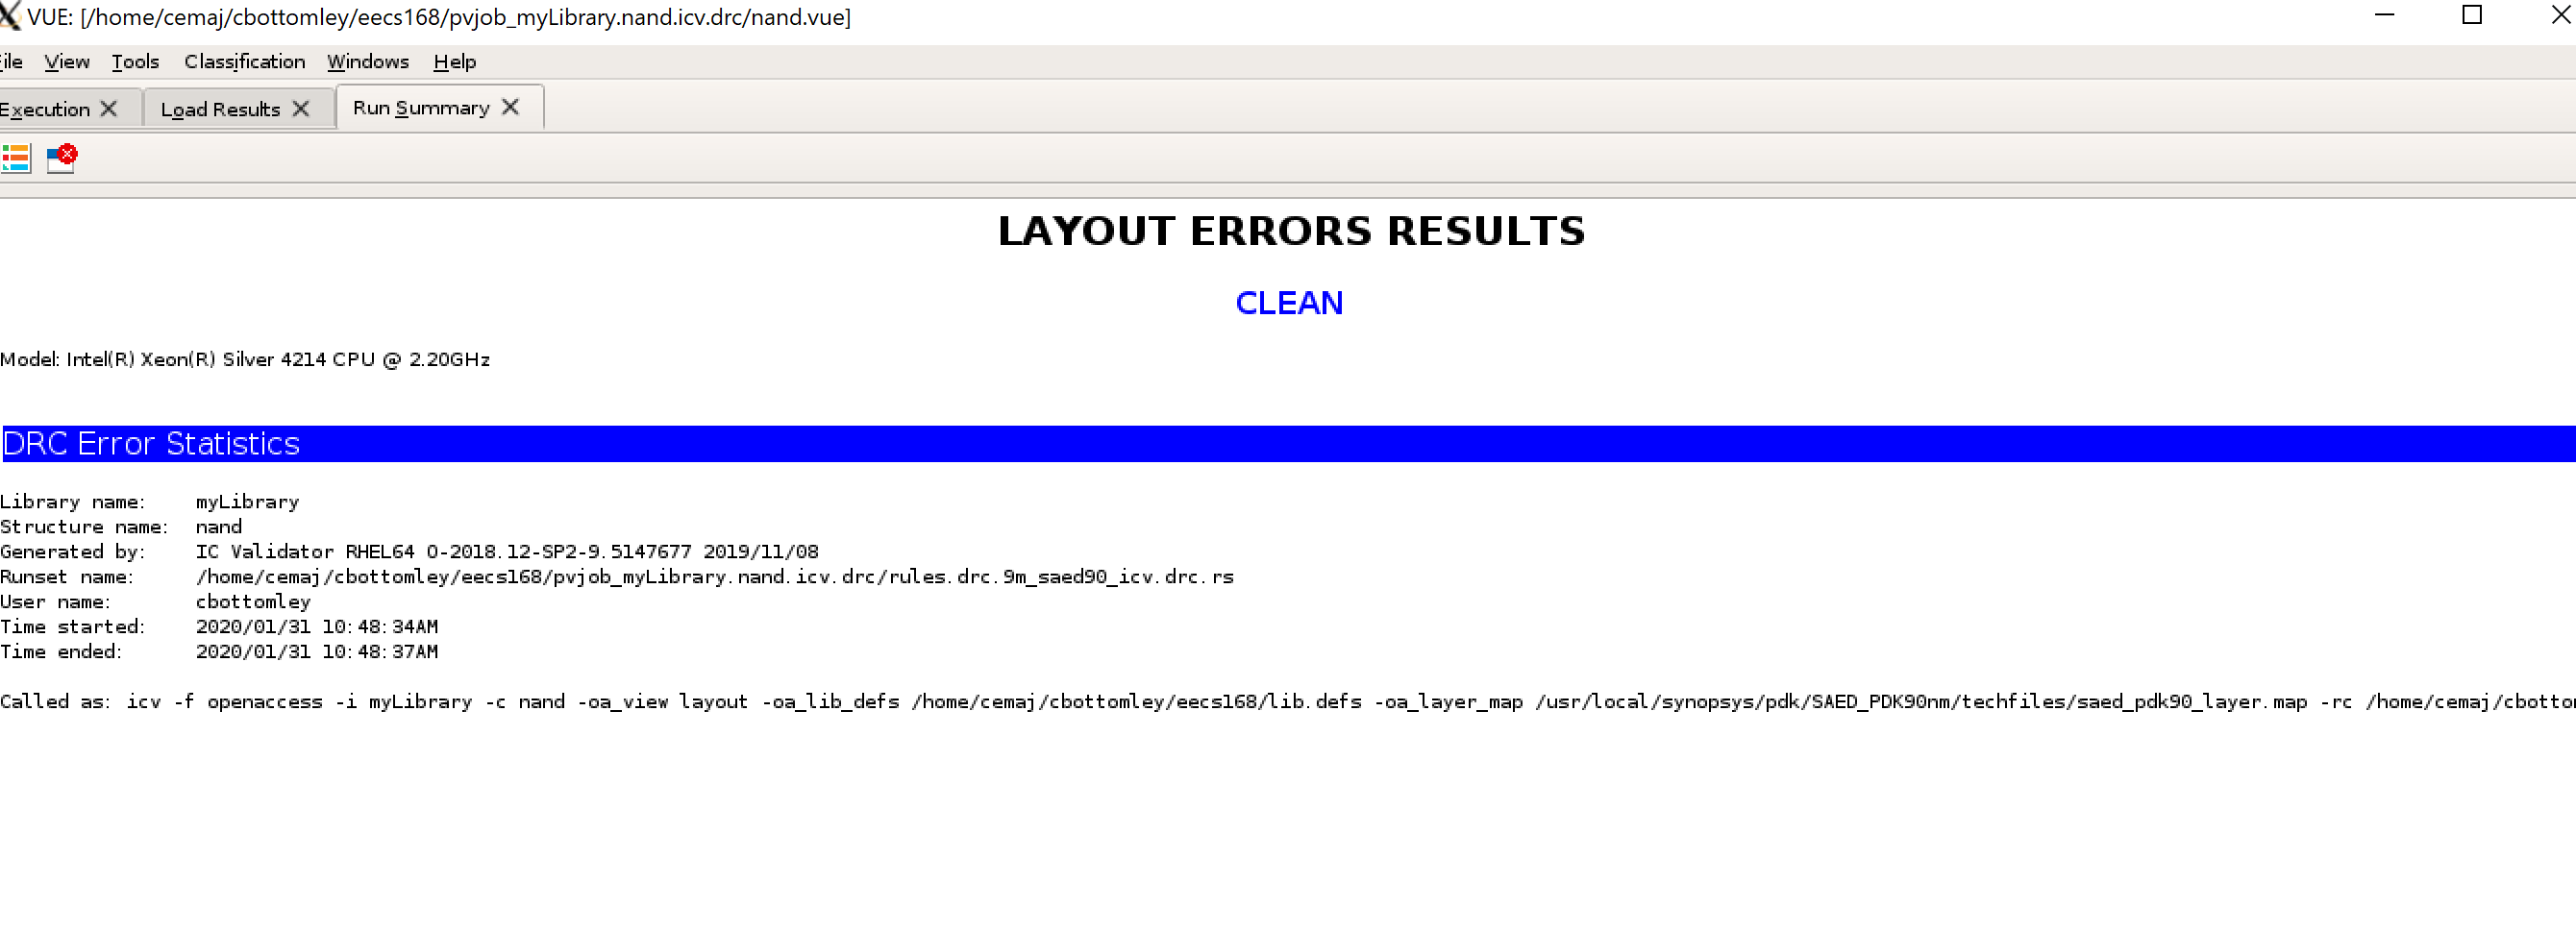 VUE: [/home/cemaj/cbottomley/eecs168/pvjob_myLibrary.nand.icv.drc/nand.vue]
ile View Tools Classification Windows Help
Execution Load Results Run Summary
LAYOUT ERRORS RESULTS
CLEAN
Model: Intel(R) Xeon(R) Silver 4214 CPU @ 2.20GHz
DRC Error Statistics
Library name: myLibrary
Structure name: nand
Generated by: IC Validator RHEL64 O-2018.12-SP2-9.5147677 2019/11/08
Runset name: /home/cemaj/cbottomley/eecs168/pvjob_myLibrary.nand.icv.drc/rules.drc.9m_saed90_icv.drc.rs
User name: cbottomley
Time started: 2020/01/31 10:48:34AM
Time ended: 2020/01/31 10:48:37AM
Called as: icv -f openaccess -i myLibrary -c nand -oa_view layout -oa_lib_defs /home/cemaj/cbottomley/eecs168/lib.defs -oa_layer_map /usr/local/synopsys/pdk/SAED_PDK90nm/techfiles/saed_pdk90_layer.map -rc /home/cemaj/cbotto